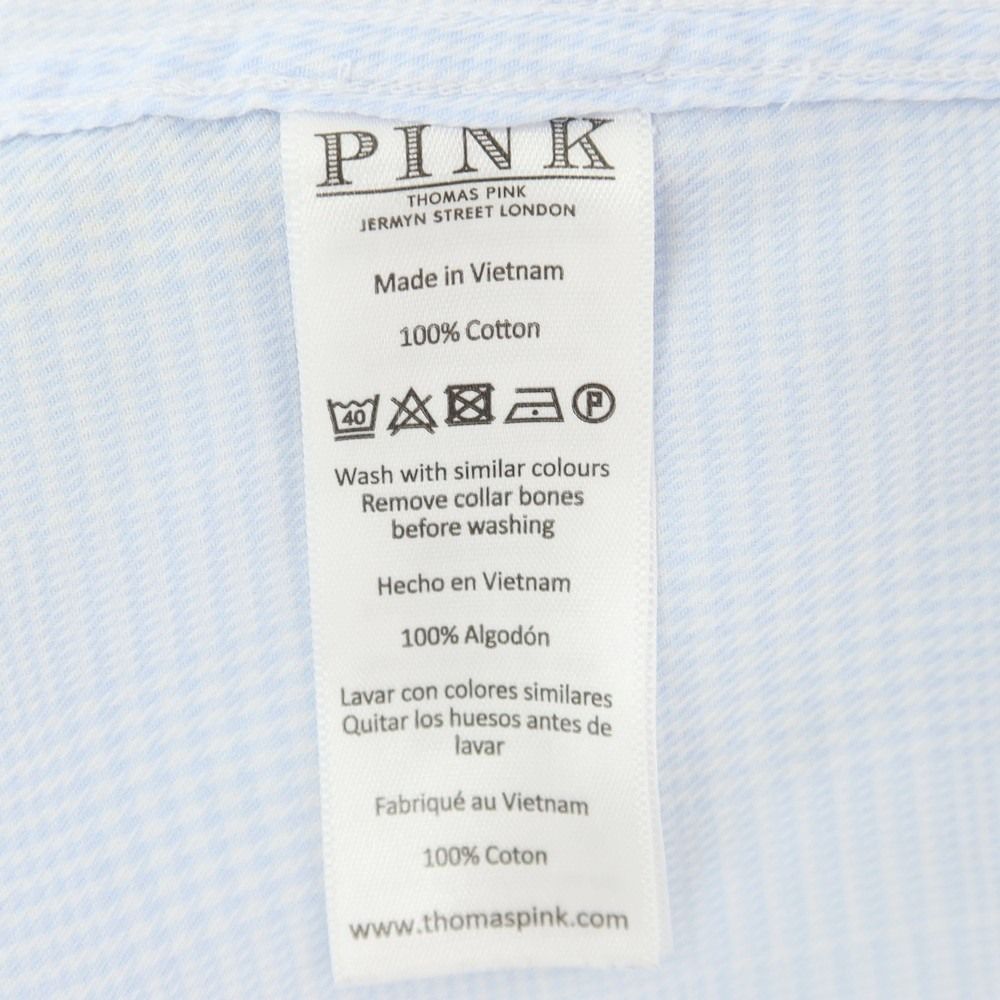 PINK
THOMAS PINK
JERMYN STREET LONDON
Made in Vietnam
100% Cotton
40 P
Wash with similar colours
Remove collar bones
before washing
Hecho en Vietnam
100% Algodón
Lavar con colores similares
Quitar los huesos antes de
lavar
Fabriqué au Vietnam
100% Coton
www.thomaspink.com